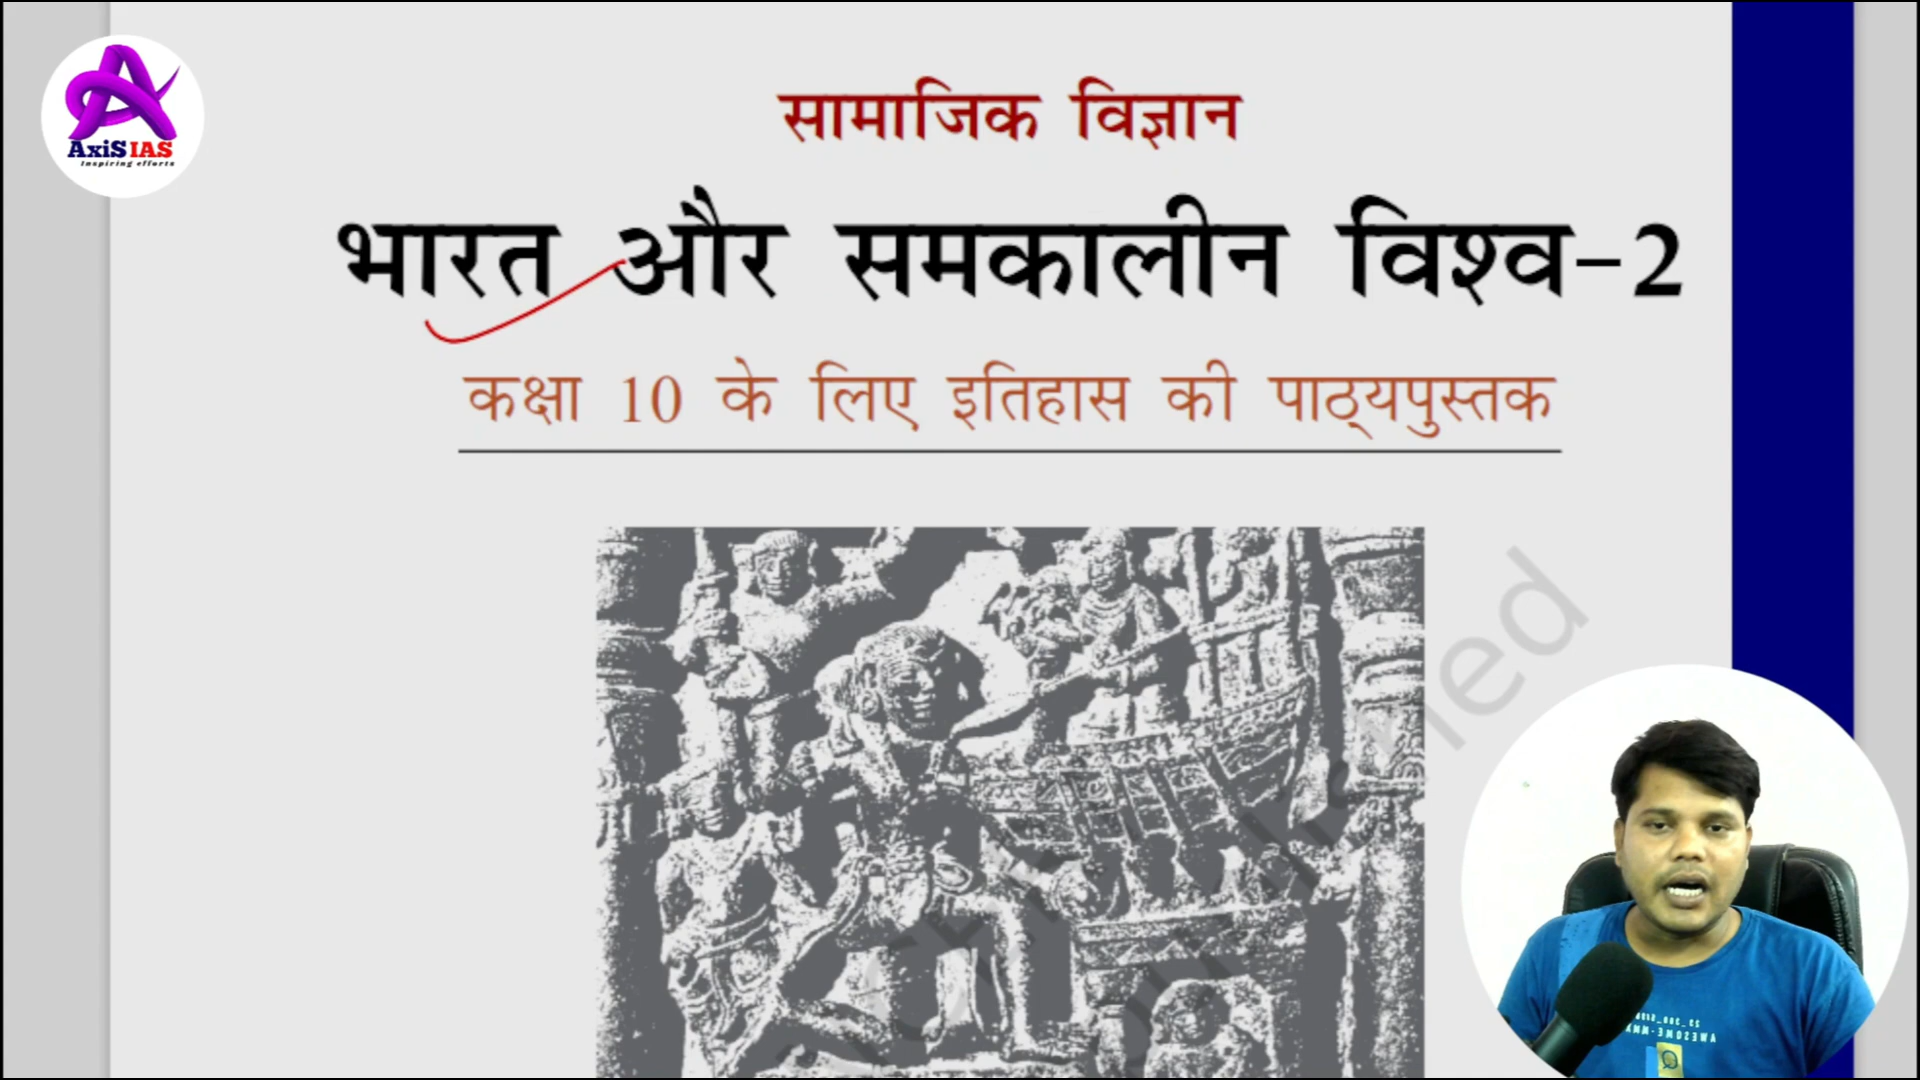 AxiS IAS
Inspiring efforts
सामाजिक विज्ञान
भारत और समकालीन विश्व-2
कक्षा 10 के लिए इतिहास की पाठ्यपुस्तक